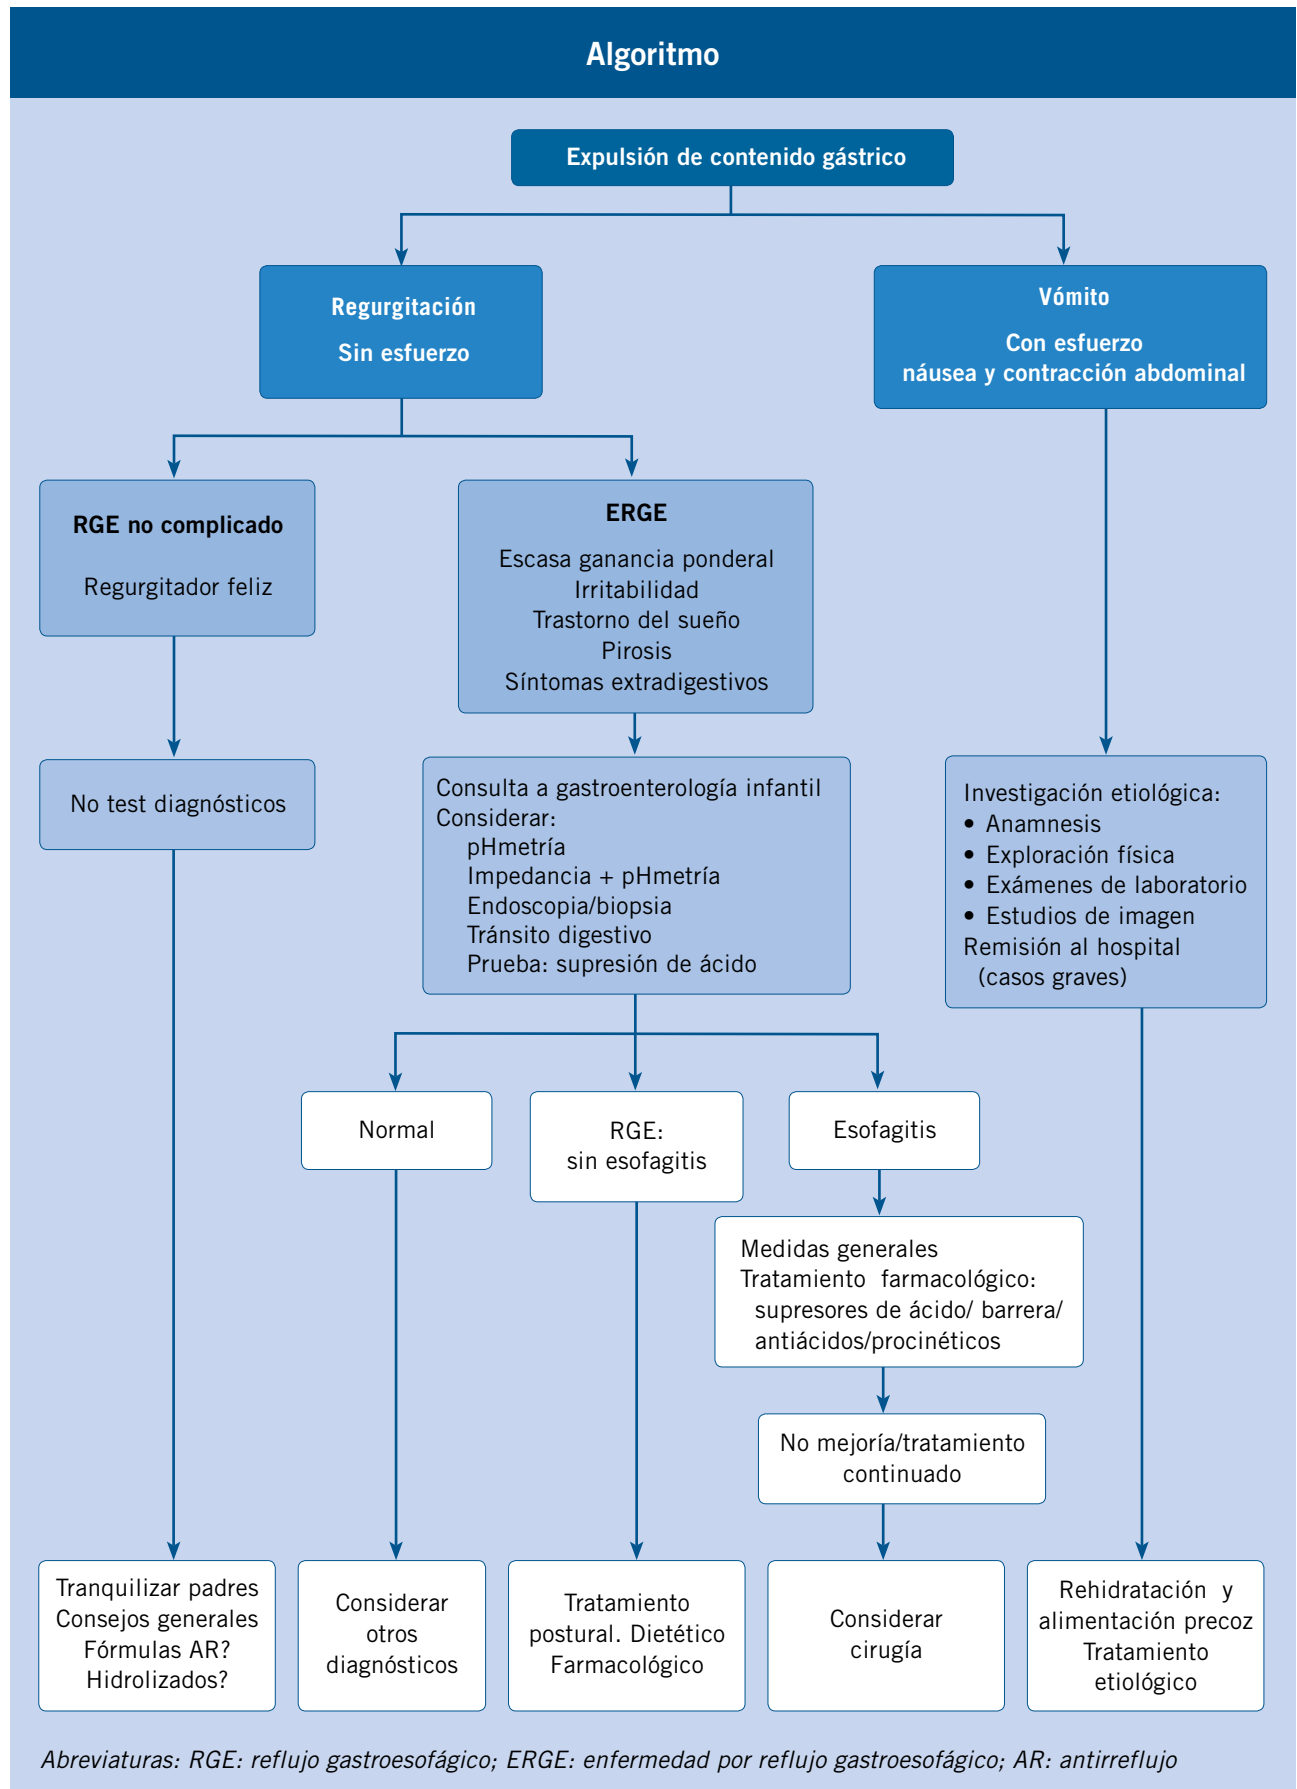 Algoritmo
Expulsión de contenido gástrico
Regurgitación
Sin esfuerzo
Vómito
Con esfuerzo
náusea y contracción abdominal
RGE no complicado
Regurgitador feliz
ERGE
Escasa ganancia ponderal
Irritabilidad
Trastorno del sueño
Pirosis
Síntomas extradigestivos
No test diagnósticos
Consulta a gastroenterología infantil
Considerar:
pHmetría
Impedancia + pHmetría
Endoscopia/biopsia
Tránsito digestivo
Prueba: supresión de ácido
Investigación etiológica:
• Anamnesis
• Exploración física
• Exámenes de laboratorio
• Estudios de imagen
Remisión al hospital
(casos graves)
Normal
RGE:
sin esofagitis
Esofagitis
Medidas generales
Tratamiento farmacológico:
supresores de ácido/ barrera/
antiácidos/procinéticos
No mejoría/tratamiento
continuado
Tranquilizar padres
Consejos generales
Fórmulas AR?
Hidrolizados?
Considerar
otros
diagnósticos
Tratamiento
postural. Dietético
Farmacológico
Considerar
cirugía
Rehidratación y
alimentación precoz
Tratamiento
etiológico
Abreviaturas: RGE: reflujo gastroesofágico; ERGE: enfermedad por reflujo gastroesofágico; AR: antirreflujo